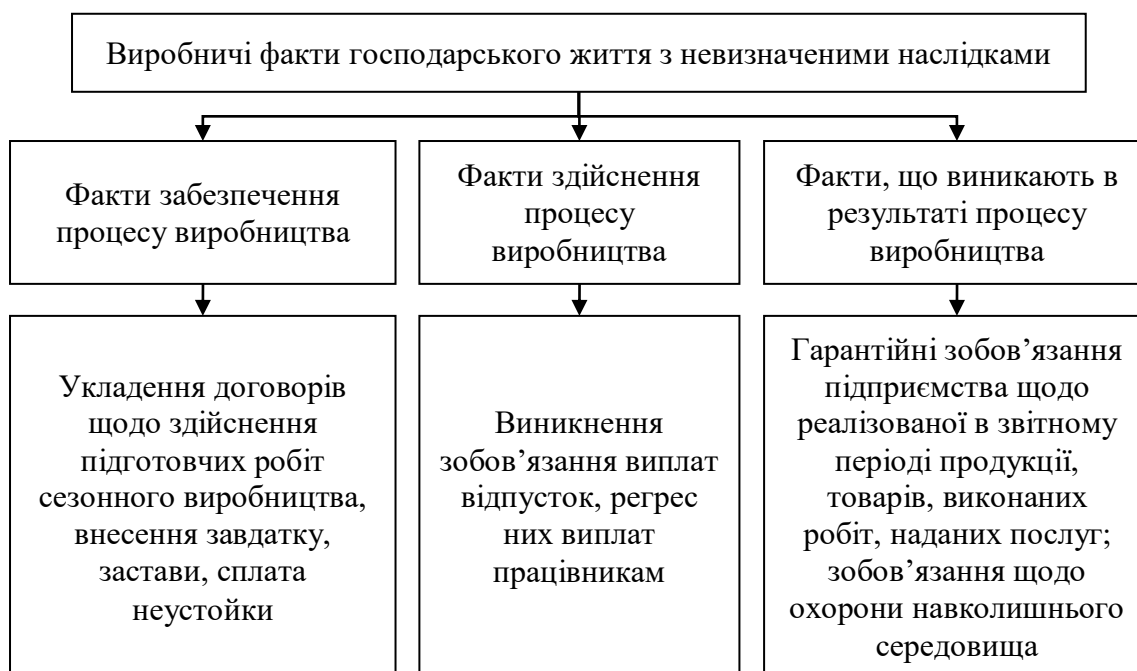 Виробничі факти господарського життя з невизначеними наслідками
Факти забезпечення
процесу виробництва
Факти здійснення
процесу
виробництва
Факти, що виникають в
результаті процесу
виробництва
Укладення договорів
щодо здійснення
підготовчих робіт
сезонного виробництва,
внесення завдатку,
застави, сплата
неустойки
Виникнення
зобов’язання виплат
відпусток, регрес
них виплат
працівникам
Гарантійні зобов’язання
підприємства щодо
реалізованої в звітному
періоді продукції,
товарів, виконаних
робіт, наданих послуг;
зобов’язання щодо
охорони навколишнього
середовища